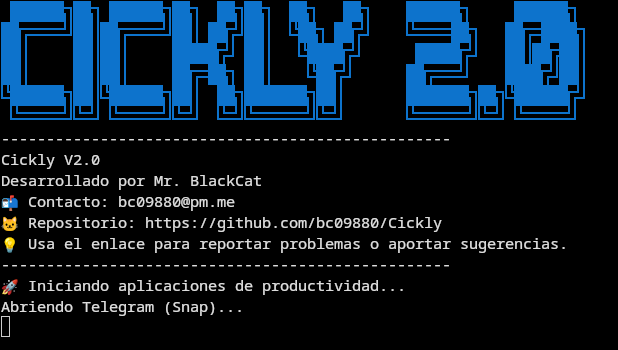 CICKLY 2.0
--------------------------------------------------
Cickly V2.0
Desarrollado por Mr. BlackCat
📬 Contacto: bc09880@pm.me
🐱 Repositorio: https://github.com/bc09880/Cickly
💡 Usa el enlace para reportar problemas o aportar sugerencias.
--------------------------------------------------
🚀 Iniciando aplicaciones de productividad...
Abriendo Telegram (Snap)...